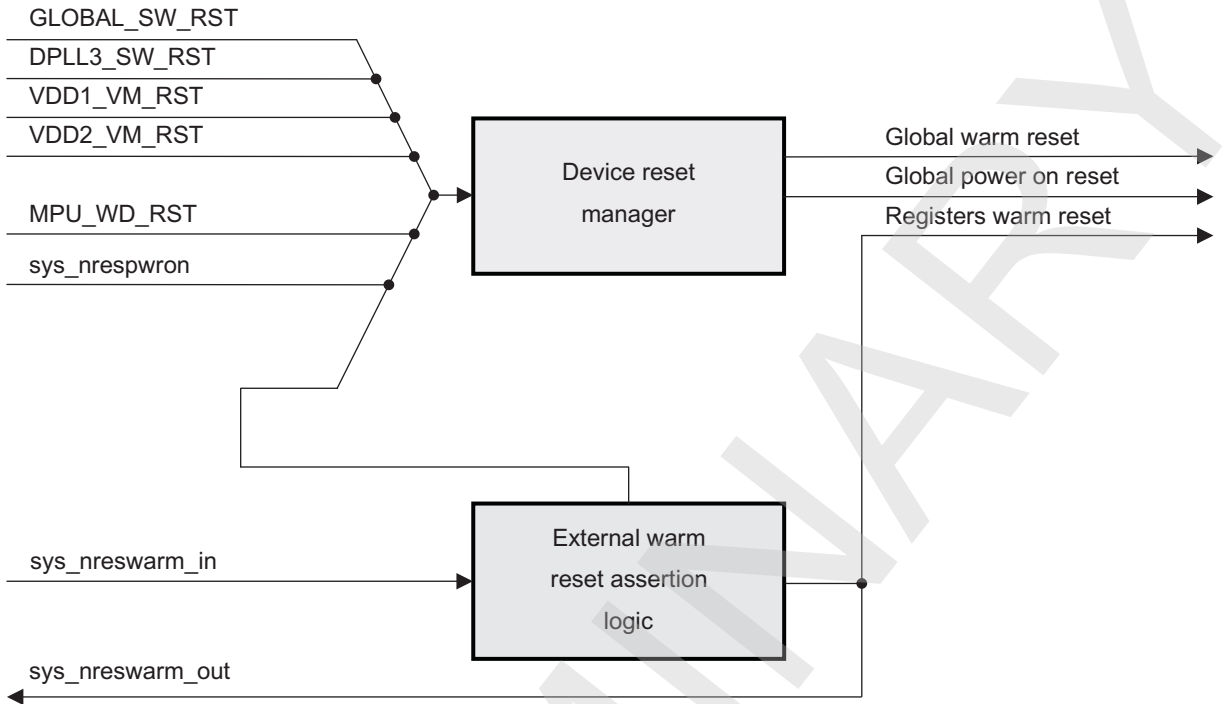 GLOBAL_SW_RST
DPLL3_SW_RST
VDD1_VM_RST
VDD2_VM_RST
MPU_WD_RST
sys_nrespwron
Device reset
manager
Global warm reset
Global power on reset
Registers warm reset
External warm
reset assertion
logic
sys_nreswarm_in
sys_nreswarm_out
MINARY